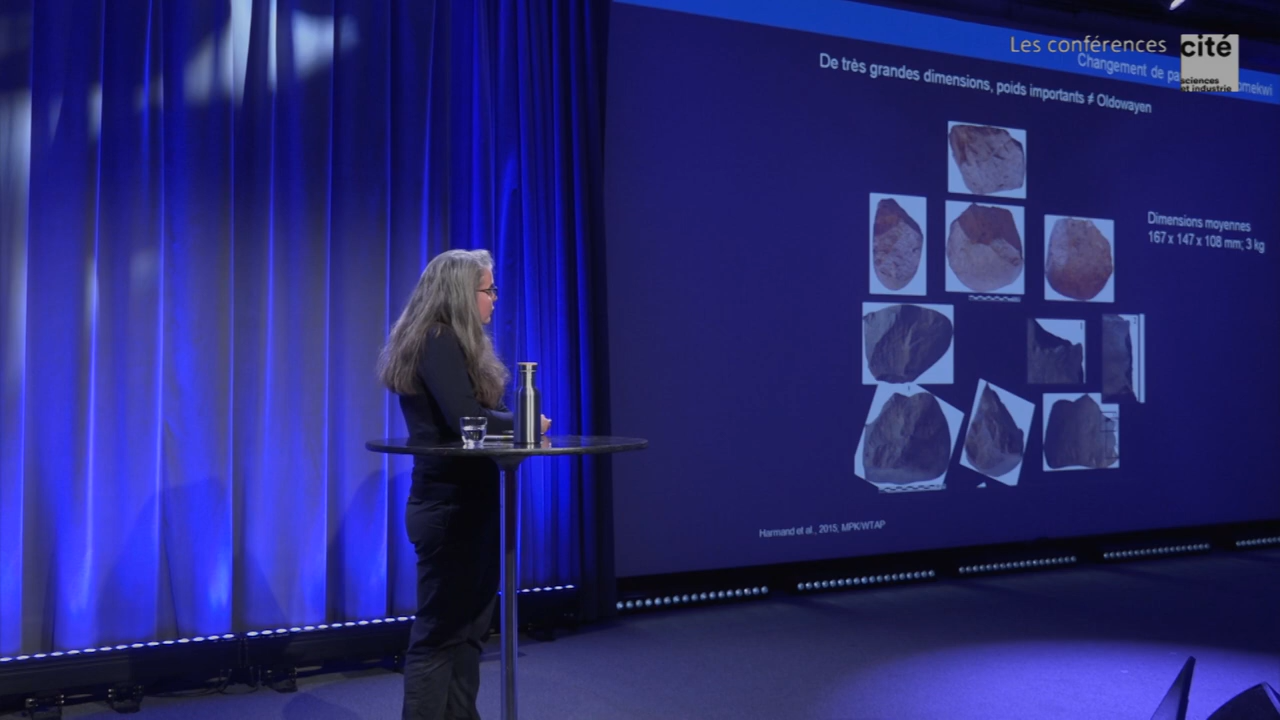 Les conférences
cité
sciences
et industrie
Changement de
De très grandes dimensions, poids importants ≠ Oldowayen
Dimensions moyennes
167 x 147 x 108 mm; 3 kg
Harmand et al., 2015; MPK/WTAP